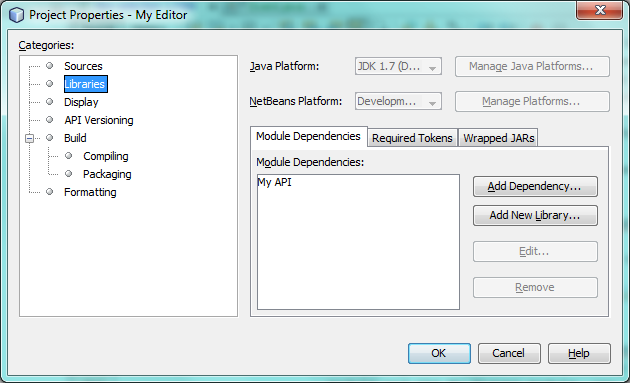 Project Properties - My Editor
Categories:
Sources
Libraries
Display
API Versioning
Build
Compiling
Packaging
Formatting
Java Platform: JDK 1.7 (D... Manage Java Platforms...
NetBeans Platform: Developm... Manage Platforms...
Module Dependencies Required Tokens Wrapped JARs
Module Dependencies:
My API
Add Dependency...
Add New Library...
Edit...
Remove
OK Cancel Help